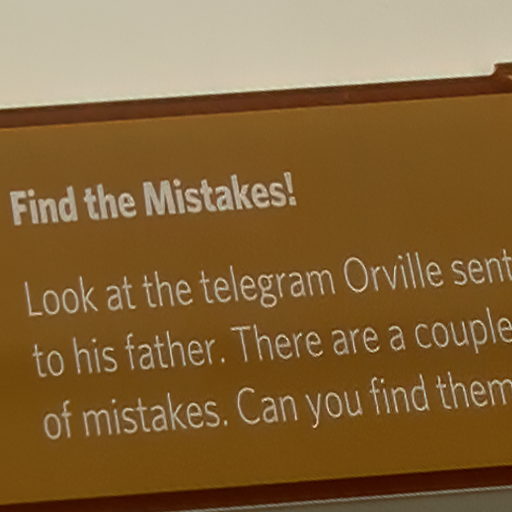 Find the Mistakes!
Look at the telegram Orville sent
to his father. There are a couple
of mistakes. Can you find them